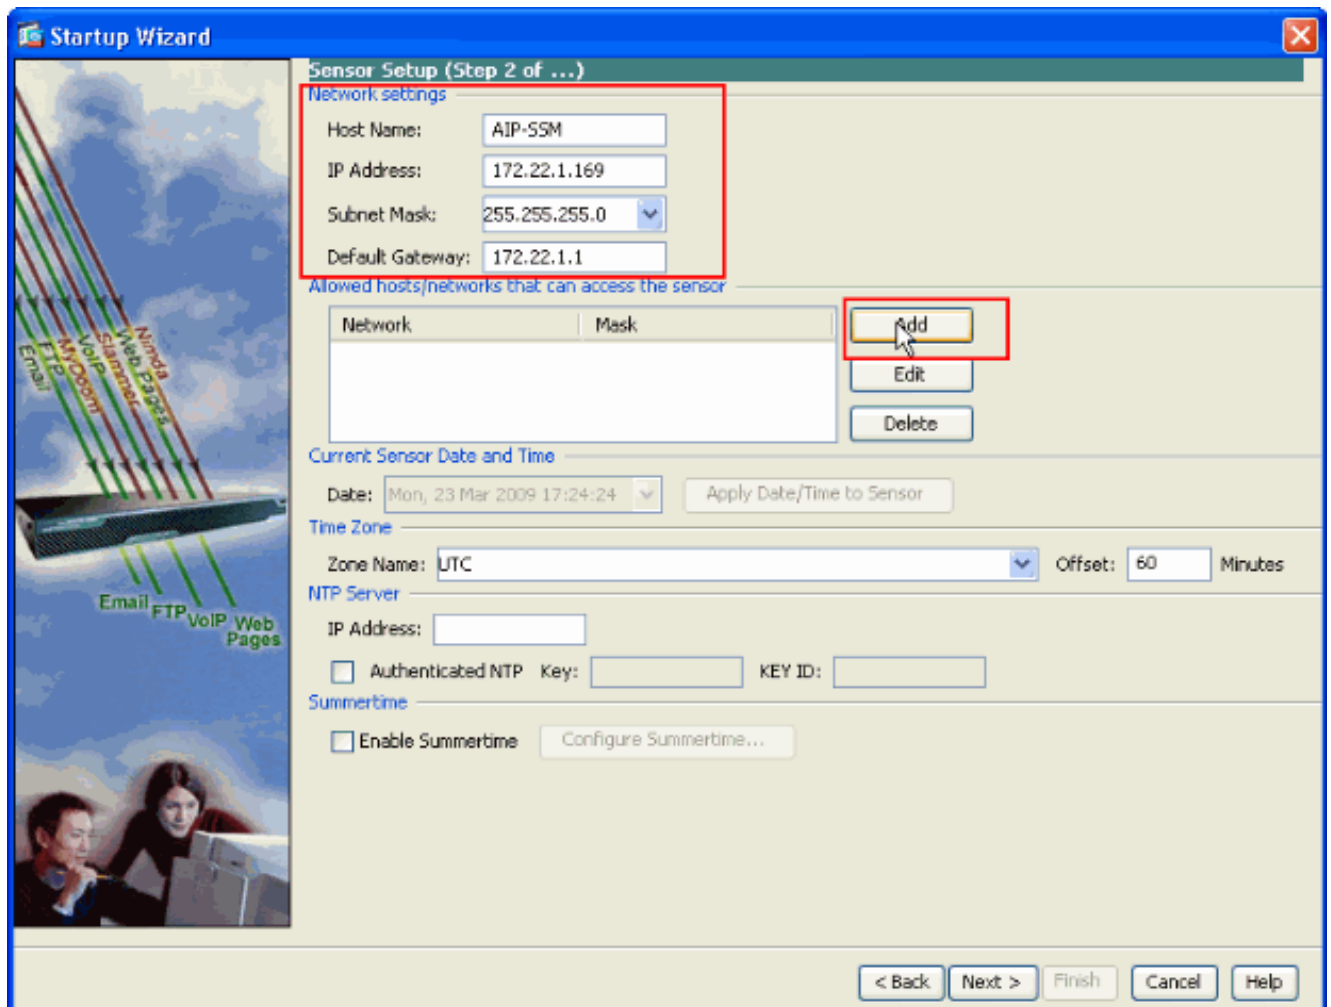 Startup Wizard
Sensor Setup (Step 2 of ...)
Network settings
Host Name: AIP-SSM
IP Address: 172.22.1.169
Subnet Mask: 255.255.255.0
Default Gateway: 172.22.1.1
Allowed hosts/networks that can access the sensor
Network Mask
Add
Edit
Delete
Current Sensor Date and Time
Date: Mon, 23 Mar 2009 17:24:24 Apply Date/Time to Sensor
Time Zone
Zone Name: UTC Offset: 60 Minutes
NTP Server
IP Address:
Authenticated NTP Key: KEY ID:
Summertime
Enable Summertime Configure Summertime...
Email
FTP
MyDoom
VoIP
Slammer
Web Pages
Nimda
Email FTP VoIP Web Pages
< Back Next > Finish Cancel Help